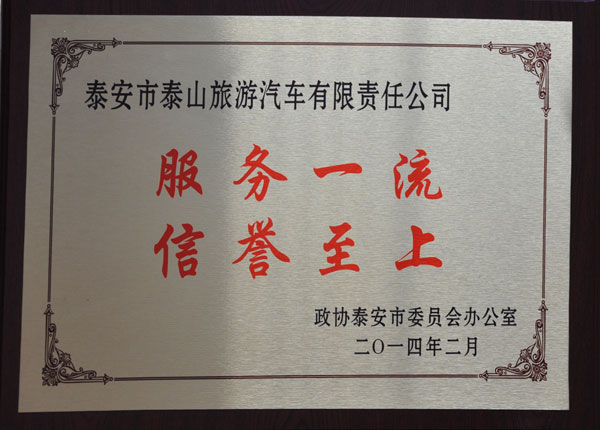 泰安市泰山旅游汽车有限责任公司
服务一流
信誉至上
政协泰安市委员会办公室
二〇一四年二月